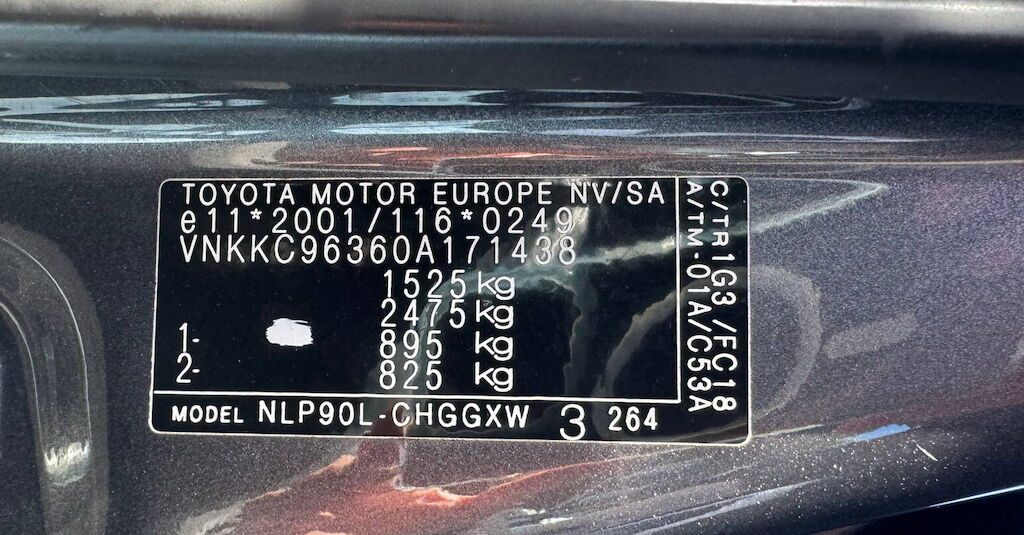 TOYOTA MOTOR EUROPE NV/SA
e11*2001/116*0249
VNKKC96360A171438
1525 kg
2475 kg
1- 895 kg
2- 825 kg
MODEL NLP90L-CHGGXW 3 264
C/TR1G3 /FC18
A/TM-01A/C53A